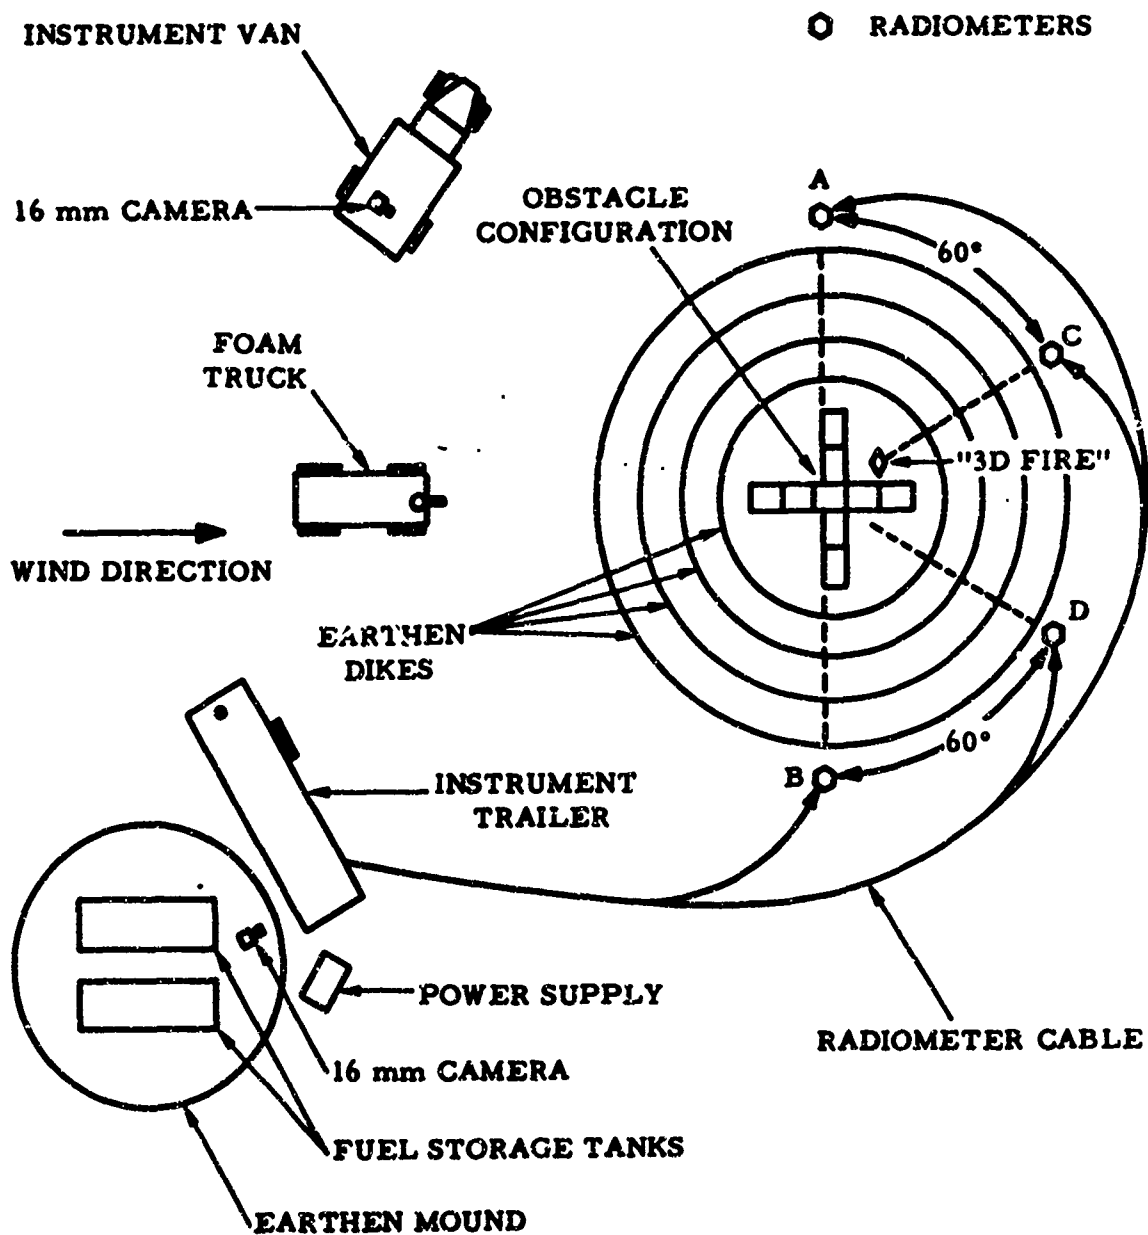 INSTRUMENT VAN
RADIOMETERS
16 mm CAMERA
OBSTACLE
CONFIGURATION
A
60°
C
FOAM
TRUCK
"3D FIRE"
WIND DIRECTION
EARTHEN
DIKES
D
60°
B
INSTRUMENT
TRAILER
POWER SUPPLY
RADIOMETER CABLE
16 mm CAMERA
FUEL STORAGE TANKS
EARTHEN MOUND